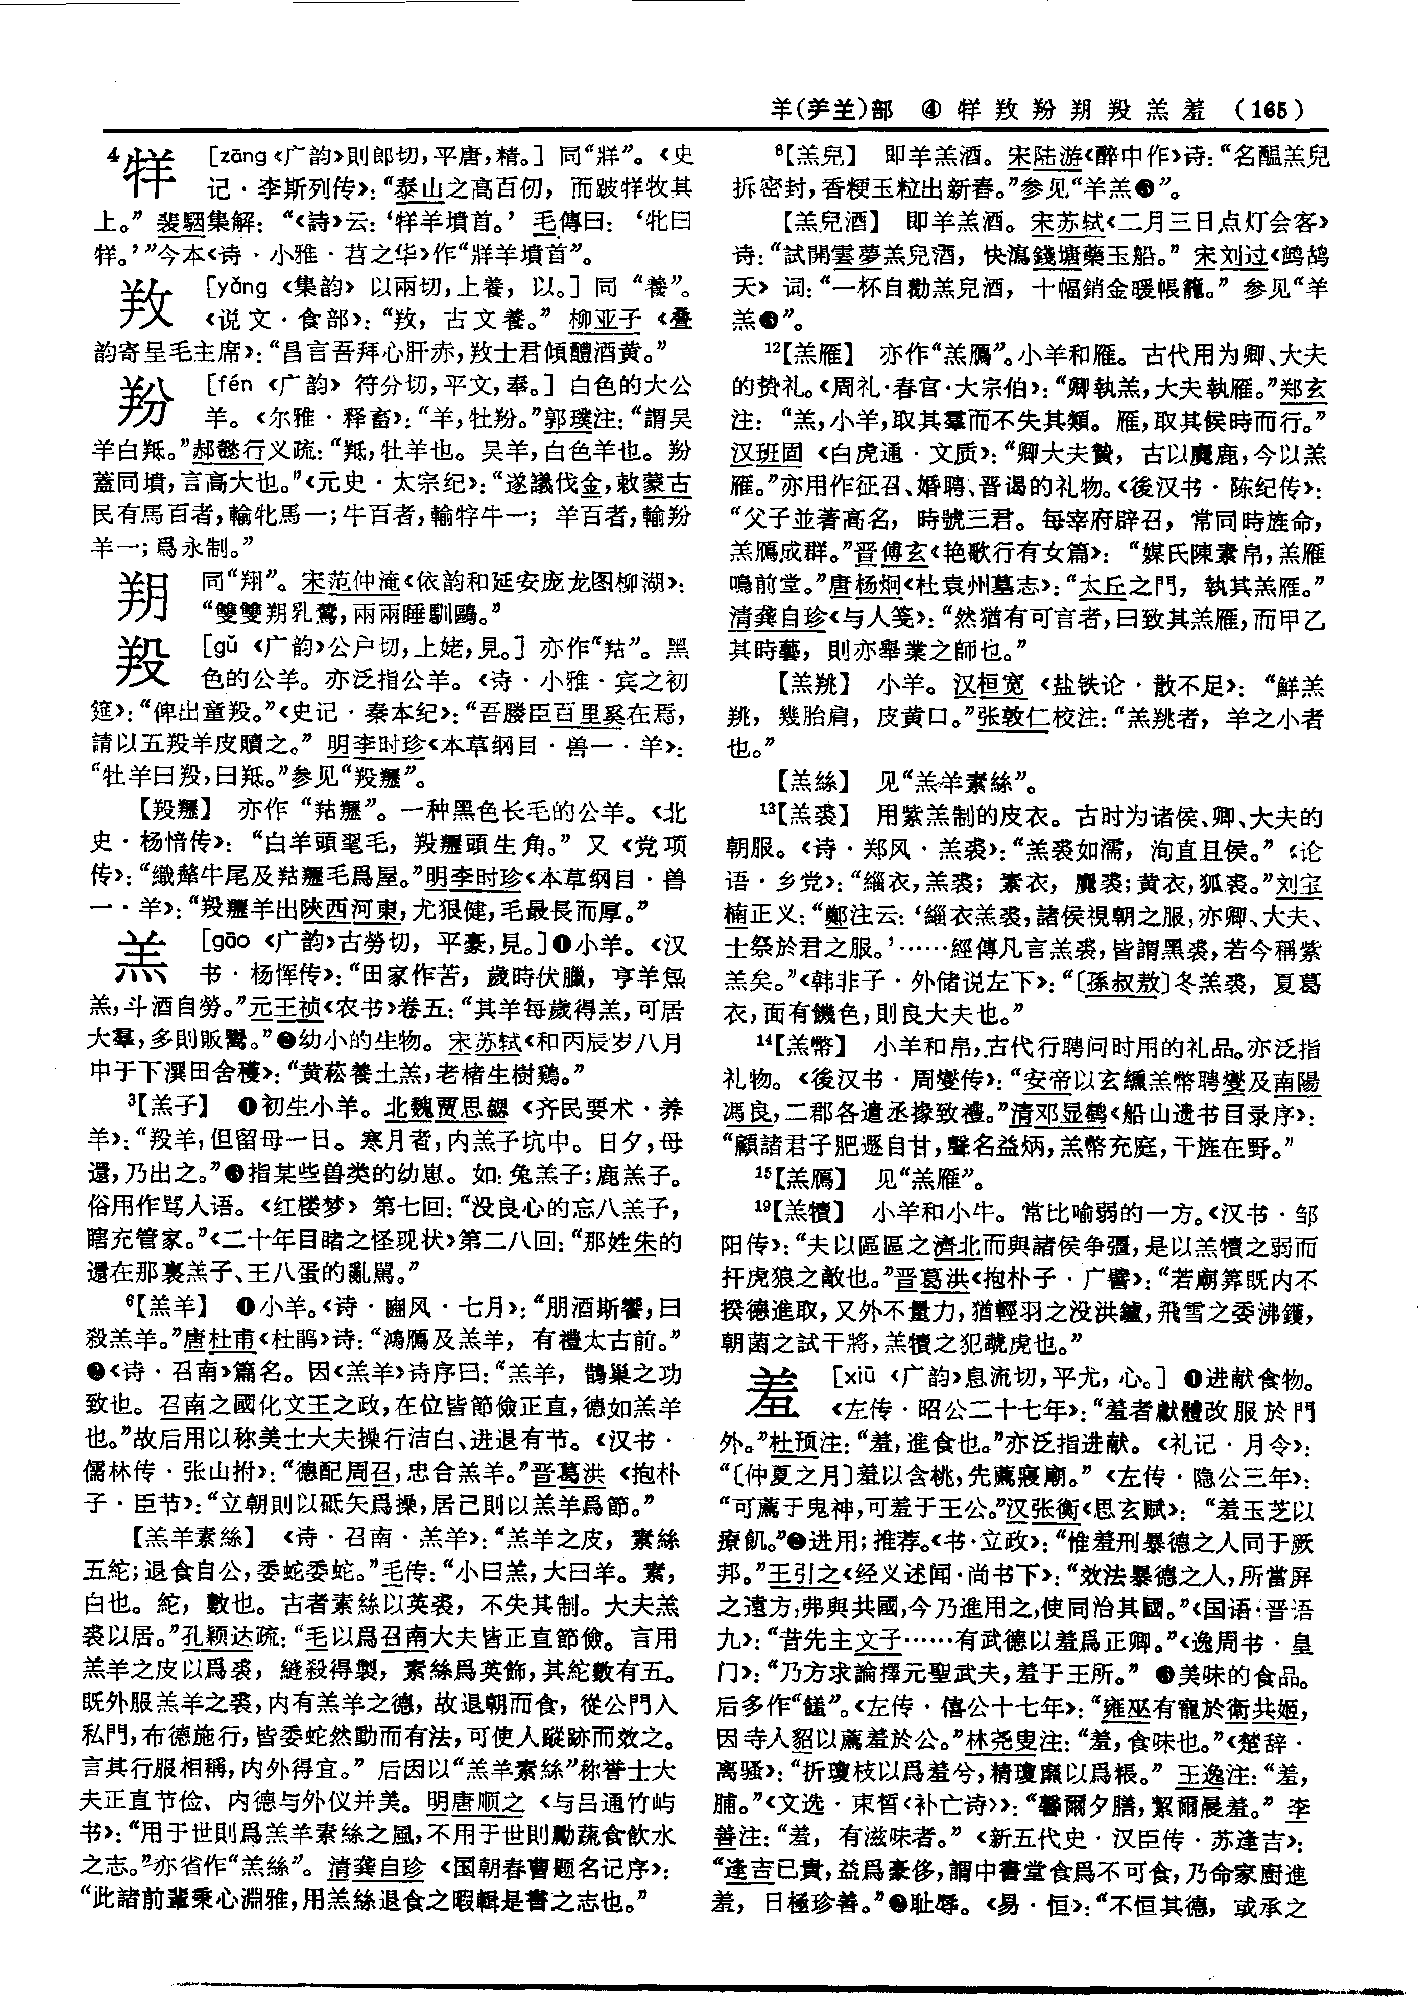 羊(⺷𦍌)部　④ 牂 羪 羒 翔 羖 羔 羞 (165)
4牂　[zāng《广韵》則郎切,平唐,精。] 同“牂”。《史
记·李斯列传》:“泰山之高百仞，而跛牂牧其
上。”裴駰集解:“《詩》云:‘牂羊墳首。’毛傳曰:‘牝曰
牂。’”今本《诗·小雅·苕之华》作“牂羊墳首”。
羪　[yǎng《集韵》以兩切,上養，以。] 同“養”。
《说文·食部》:“羪，古文養。”柳亚子《叠
韵寄呈毛主席》:“昌言吾拜心肝赤,羪士君傾醴酒黄。”
羒　[fén《广韵》符分切,平文,奉。] 白色的大公
羊。《尔雅·释畜》:“羊,牡羒。”郭璞注:“謂吴
羊白羝。”郝懿行义疏:“羝,牡羊也。吴羊,白色羊也。羒
蓋同墳,言高大也。”《元史·太宗纪》:“遂議伐金,敕蒙古
民有馬百者,輸牝馬一;牛百者,輸牸牛一;羊百者,輸羒
羊一;爲永制。”
同“翔”。宋范仲淹《依韵和延安庞龙图柳湖》:
“雙雙翔乳鷰,兩兩睡馴鷗。”
羖　[gǔ《广韵》公户切,上姥,見。] 亦作“羖”。黑
色的公羊。亦泛指公羊。《诗·小雅·宾之初
筵》:“俾出童羖。”《史记·秦本纪》:“吾媵臣百里奚在焉，
請以五羖羊皮贖之。”明李时珍《本草纲目·兽一·羊》:
“牡羊曰羖,曰羝。”参见“羖䍽”。
【羖䍽】　亦作“羖䍽”。一种黑色长毛的公羊。《北
史·杨愔传》:“白羊頭毣毛，羖䍽頭生角。”又《党项
传》:“織犛牛尾及羖䍽毛爲屋。”明李时珍《本草纲目·兽
一·羊》:“羖䍽羊出陝西河東,尤狠健,毛最長而厚。”
羔　[gāo《广韵》古勞切，平豪,見。]❶小羊。《汉
书·杨恽传》:“田家作苦，歲時伏臘，亨羊炰
羔,斗酒自勞。”元王祯《农书》卷五:“其羊每歲得羔,可居
大羣,多則販鬻。”❷幼小的生物。宋苏轼《和丙辰岁八月
中于下潠田舍穫》:“黄菘養土羔,老楮生樹鷄。”
3【羔子】　❶初生小羊。北魏贾思勰《齐民要术·养
羊》:“羖羊,但留母一日。寒月者,内羔子坑中。日夕,母
還,乃出之。”❷指某些兽类的幼崽。如:兔羔子;鹿羔子。
俗用作骂人语。《红楼梦》第七回:“没良心的忘八羔子，
瞎充管家。”《二十年目睹之怪现状》第二八回:“那姓朱的
還在那裏羔子、王八蛋的亂駡。”
6【羔羊】　❶小羊。《诗·豳风·七月》:“朋酒斯饗,曰
殺羔羊。”唐杜甫《杜鹃》诗:“鴻鴈及羔羊，有禮太古前。”
❷《诗·召南》篇名。因《羔羊》诗序曰:“羔羊，鵲巢之功
致也。召南之國化文王之政,在位皆節儉正直,德如羔羊
也。”故后用以称美士大夫操行洁白、进退有节。《汉书·
儒林传·张山拊》:“德配周召,忠合羔羊。”晋葛洪《抱朴
子·臣节》:“立朝則以砥矢爲操,居己則以羔羊爲節。”
【羔羊素絲】　《诗·召南·羔羊》:“羔羊之皮，素絲
五紽;退食自公,委蛇委蛇。”毛传:“小曰羔,大曰羊。素，
白也。紽，數也。古者素絲以英裘，不失其制。大夫羔
裘以居。”孔颖达疏:“毛以爲召南大夫皆正直節儉。言用
羔羊之皮以爲裘，縫殺得製，素絲爲英飾,其紽數有五。
既外服羔羊之裘,内有羔羊之德，故退朝而食，從公門入
私門,布德施行,皆委蛇然動而有法,可使人蹤跡而效之。
言其行服相稱,内外得宜。”后因以“羔羊素絲”称誉士大
夫正直节俭、内德与外仪并美。明唐顺之《与吕通竹屿
书》:“用于世則爲羔羊素絲之風,不用于世則勵蔬食飲水
之志。”亦省作“羔絲”。清龚自珍《国朝春曹题名记序》:
“此諸前輩秉心淵雅,用羔絲退食之暇輯是書之志也。”
8【羔兒】　即羊羔酒。宋陆游《醉中作》诗:“名醖羔兒
拆密封,香粳玉粒出新舂。”参见“羊羔❸”。
【羔兒酒】　即羊羔酒。宋苏轼《二月三日点灯会客》
诗:“試開雲夢羔兒酒，快瀉錢塘藥玉船。”宋刘过《鹧鸪
天》词:“一杯自勸羔兒酒，十幅銷金暖帳籠。”参见“羊
羔❸”。
12【羔雁】　亦作“羔鴈”。小羊和雁。古代用为卿、大夫
的贽礼。《周礼·春官·大宗伯》:“卿執羔,大夫執雁。”郑玄
注:“羔,小羊,取其羣而不失其類。雁,取其候時而行。”
汉班固《白虎通·文质》:“卿大夫贄，古以麑鹿,今以羔
雁。”亦用作征召、婚聘、晋谒的礼物。《後汉书·陈纪传》:
“父子並著高名，時號三君。每宰府辟召，常同時旌命，
羔鴈成群。”晋傅玄《艳歌行有女篇》:“媒氏陳素帛,羔雁
鳴前堂。”唐杨炯《杜袁州墓志》:“太丘之門，執其羔雁。”
清龚自珍《与人笺》:“然猶有可言者,曰致其羔雁,而甲乙
其時藝，則亦舉業之師也。”
【羔羜】　小羊。汉桓宽《盐铁论·散不足》:“鮮羔
羜，幾胎肩，皮黄口。”张敦仁校注:“羔羜者，羊之小者
也。”
【羔絲】　见“羔羊素絲”。
13【羔裘】　用紫羔制的皮衣。古时为诸侯、卿、大夫的
朝服。《诗·郑风·羔裘》:“羔裘如濡，洵直且侯。”《论
语·乡党》:“緇衣,羔裘；素衣，麑裘;黄衣,狐裘。”刘宝
楠正义:“鄭注云:‘緇衣羔裘,諸侯視朝之服,亦卿、大夫、
士祭於君之服。’……經傳凡言羔裘,皆謂黑裘,若今稱紫
羔矣。”《韩非子·外储说左下》:“〔孫叔敖〕冬羔裘，夏葛
衣,面有饑色,則良大夫也。”
14【羔幣】　小羊和帛,古代行聘问时用的礼品。亦泛指
礼物。《後汉书·周燮传》:“安帝以玄纁羔幣聘燮及南陽
馮良,二郡各遣丞掾致禮。”清邓显鹤《船山遗书目录序》:
“顧諸君子肥遯自甘,聲名益炳,羔幣充庭,干旌在野。”
15【羔鴈】　见“羔雁”。
19【羔犢】　小羊和小牛。常比喻弱的一方。《汉书·邹
阳传》:“夫以區區之濟北而與諸侯争彊,是以羔犢之弱而
扞虎狼之敵也。”晋葛洪《抱朴子·广譬》:“若廟筭既内不
揆德進取,又外不量力,猶輕羽之没洪鑪,飛雪之委沸鑊，
朝菌之試干將,羔犢之犯虓虎也。”
羞　[xiū《广韵》息流切,平尤，心。] ❶进献食物。
《左传·昭公二十七年》:“羞者獻體改服於門
外。”杜预注:“羞,進食也。”亦泛指进献。《礼记·月令》:
“〔仲夏之月〕羞以含桃,先薦寢廟。”《左传·隐公三年》:
“可薦于鬼神,可羞于王公。”汉张衡《思玄赋》:“羞玉芝以
療飢。”❷进用；推荐。《书·立政》:“惟羞刑暴德之人同于厥
邦。”王引之《经义述闻·尚书下》:“效法暴德之人,所當屏
之遠方,弗與共國,今乃進用之,使同治其國。”《国语·晋语
九》:“昔先主文子……有武德以羞爲正卿。”《逸周书·皇
门》:“乃方求論擇元聖武夫,羞于王所。”❸美味的食品。
后多作“饈”。《左传·僖公十七年》:“雍巫有寵於衛共姬，
因寺人貂以薦羞於公。”林尧叟注:“羞,食味也。”《楚辞·
离骚》:“折瓊枝以爲羞兮,精瓊爢以爲粻。”王逸注:“羞，
脯。”《文选·束皙〈补亡诗〉》:“馨爾夕膳,絜爾晨羞。”李
善注:“羞，有滋味者。”《新五代史·汉臣传·苏逢吉》:
“逢吉已貴,益爲豪侈,謂中書堂食爲不可食,乃命家廚進
羞，日極珍善。”❹耻辱。《易·恒》:“不恒其德，或承之